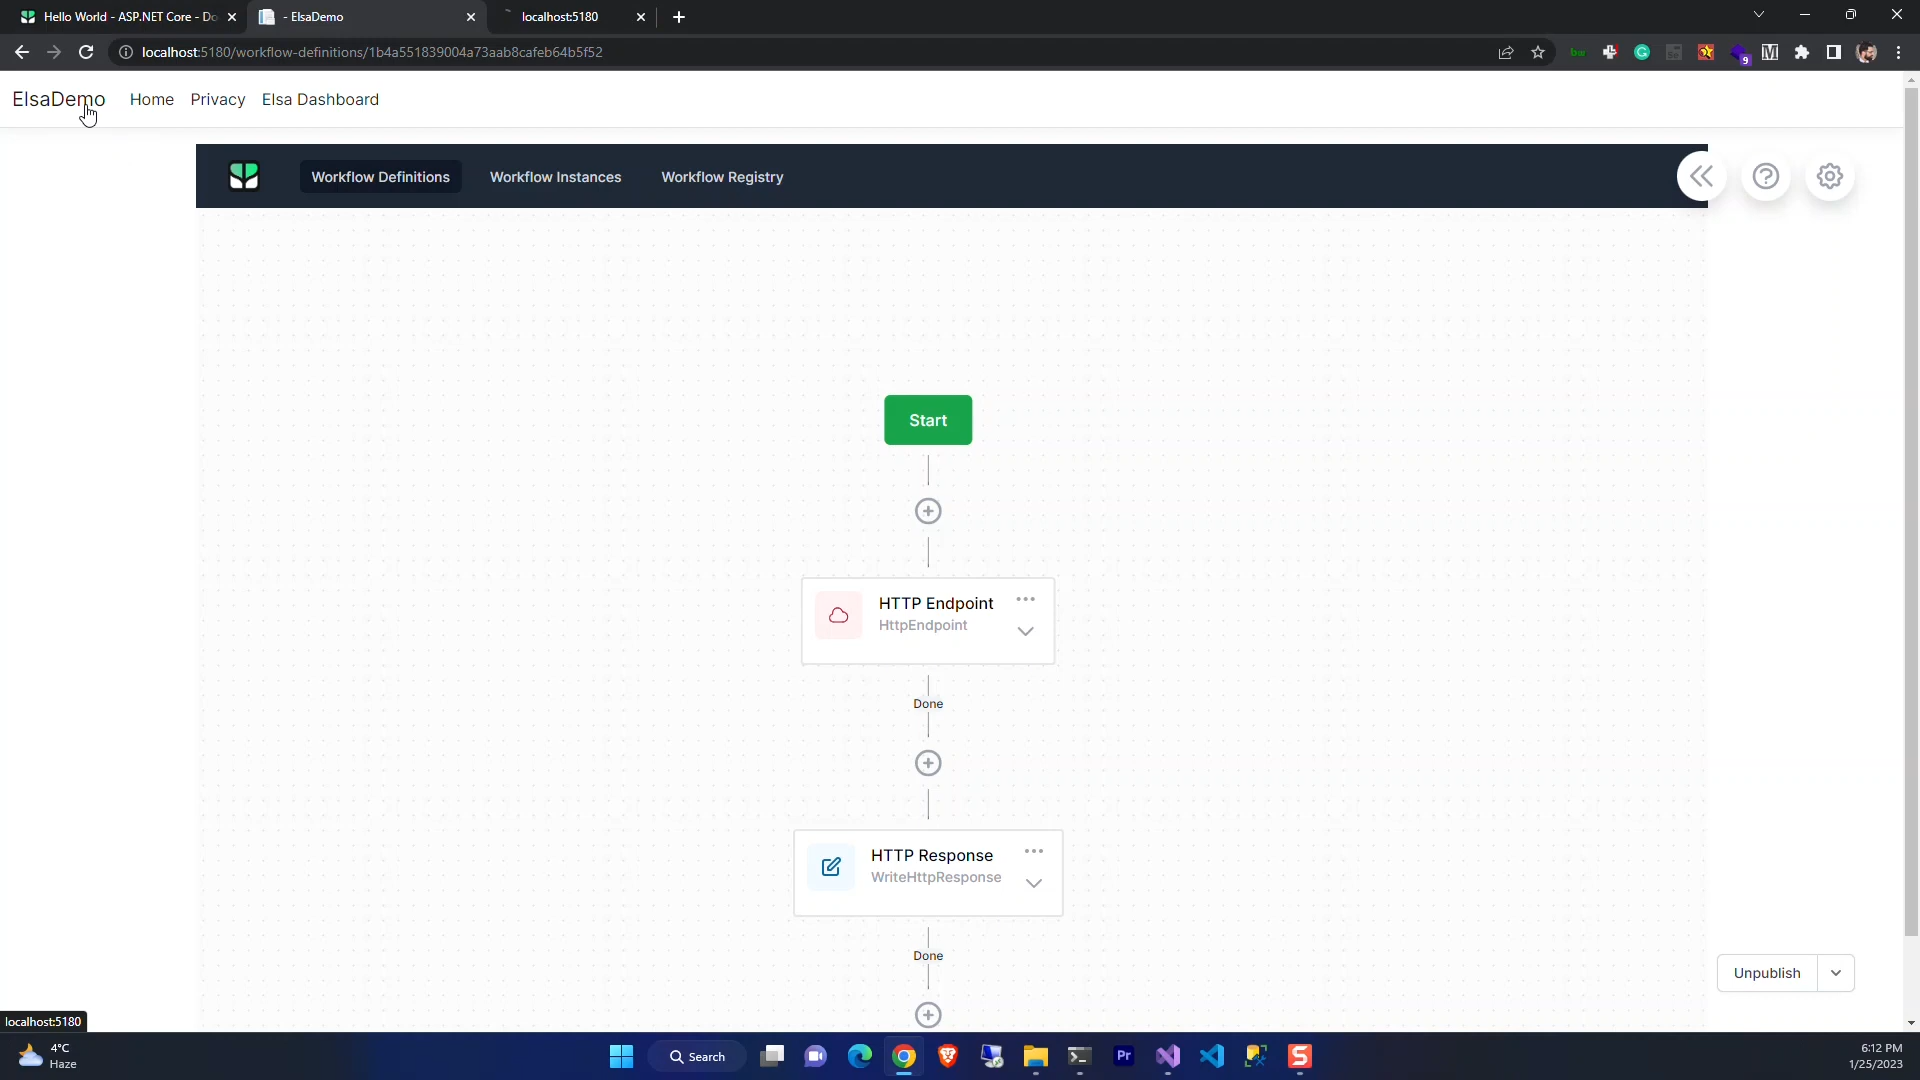 Hello World - ASP.NET Core - Do
- ElsaDemo
localhost:5180
localhost:5180/workflow-definitions/1b4a551839004a73aab8cafeb64b5f52
9
ElsaDemo Home Privacy Elsa Dashboard
Workflow Definitions Workflow Instances Workflow Registry
Start
HTTP Endpoint
HttpEndpoint
Done
HTTP Response
WriteHttpResponse
Done
Unpublish
localhost:5180
4°C
Haze
Search
Pr
6:12 PM
1/25/2023